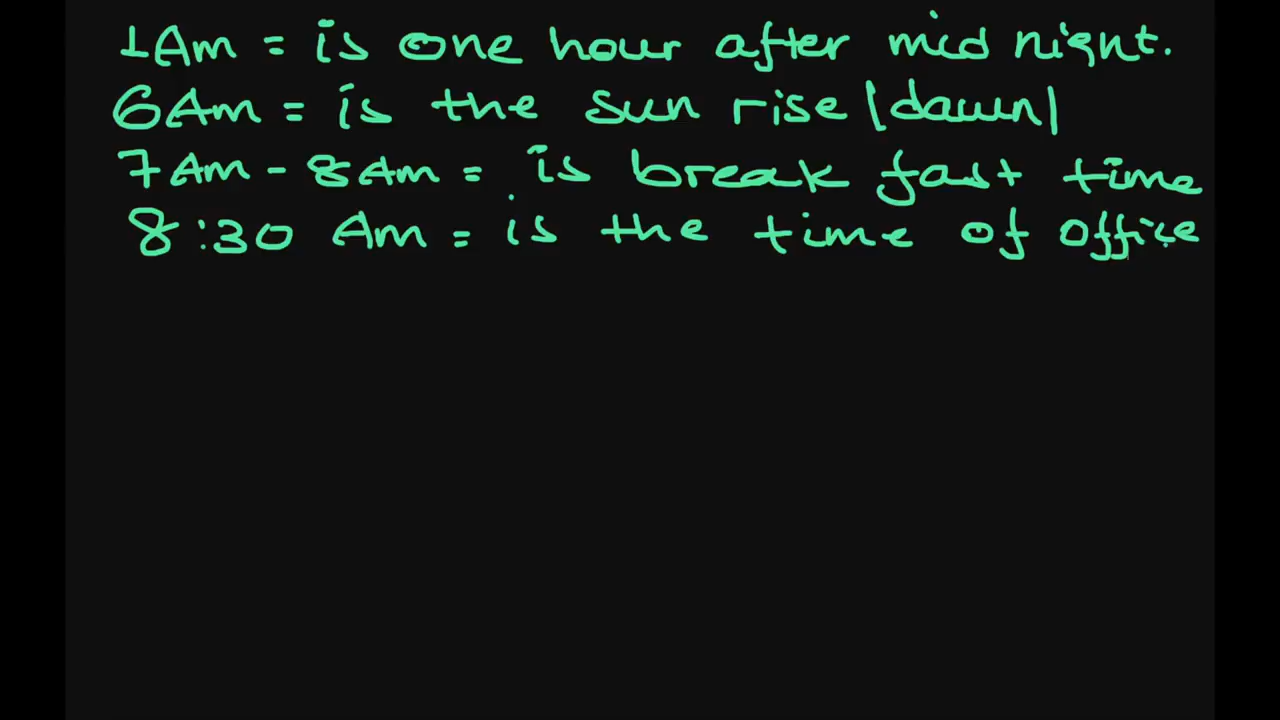 1Am = is one hour after mid night.
6Am = is the sun rise |dawn|
7Am - 8Am = is break fast time
8:30 Am = is the time of office